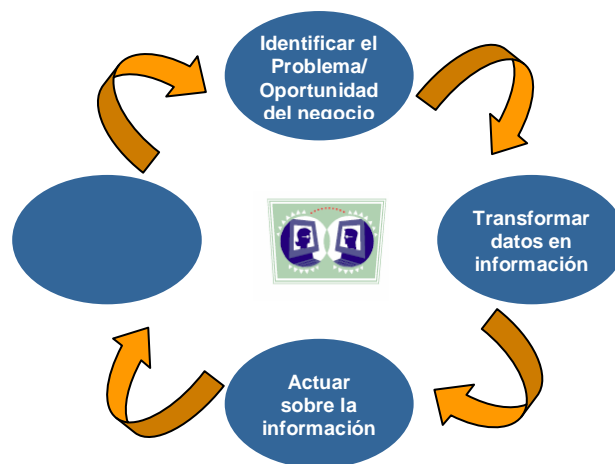 Identificar el
Problema/
Oportunidad
del negocio
Transformar
datos en
información
Actuar
sobre la
información